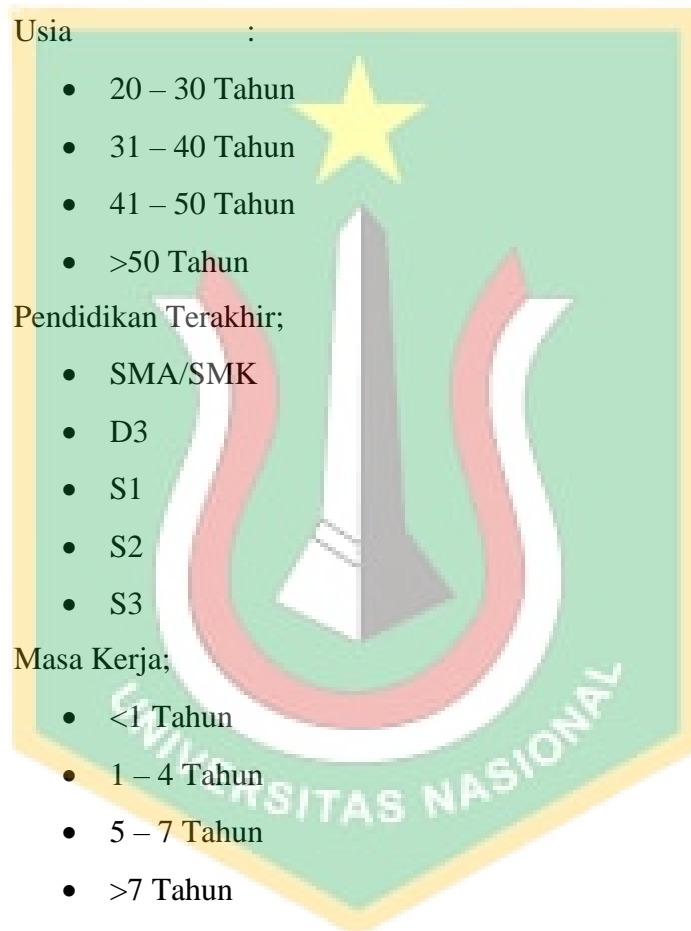 Usia :
• 20 – 30 Tahun
• 31 – 40 Tahun
• 41 – 50 Tahun
• >50 Tahun
Pendidikan Terakhir;
• SMA/SMK
• D3
• S1
• S2
• S3
Masa Kerja;
• <1 Tahun
• 1 – 4 Tahun
• 5 – 7 Tahun
• >7 Tahun
UNIVERSITAS NASIONAL